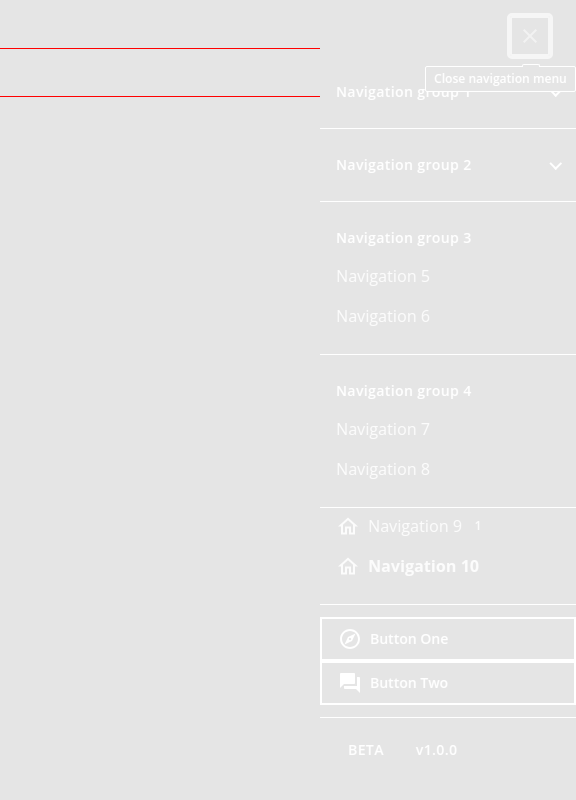 Close navigation menu
Navigation group 1
Navigation group 2
Navigation group 3
Navigation 5
Navigation 6
Navigation group 4
Navigation 7
Navigation 8
Navigation 9 1
Navigation 10
Button One
Button Two
BETA v1.0.0